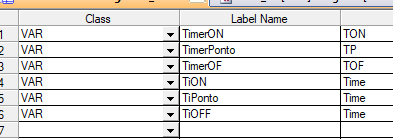 Class Label Name
1 VAR TimerON TON
2 VAR TimerPonto TP
3 VAR TimerOF TOF
4 VAR TiON Time
5 VAR TiPonto Time
6 VAR TiOFF Time
7